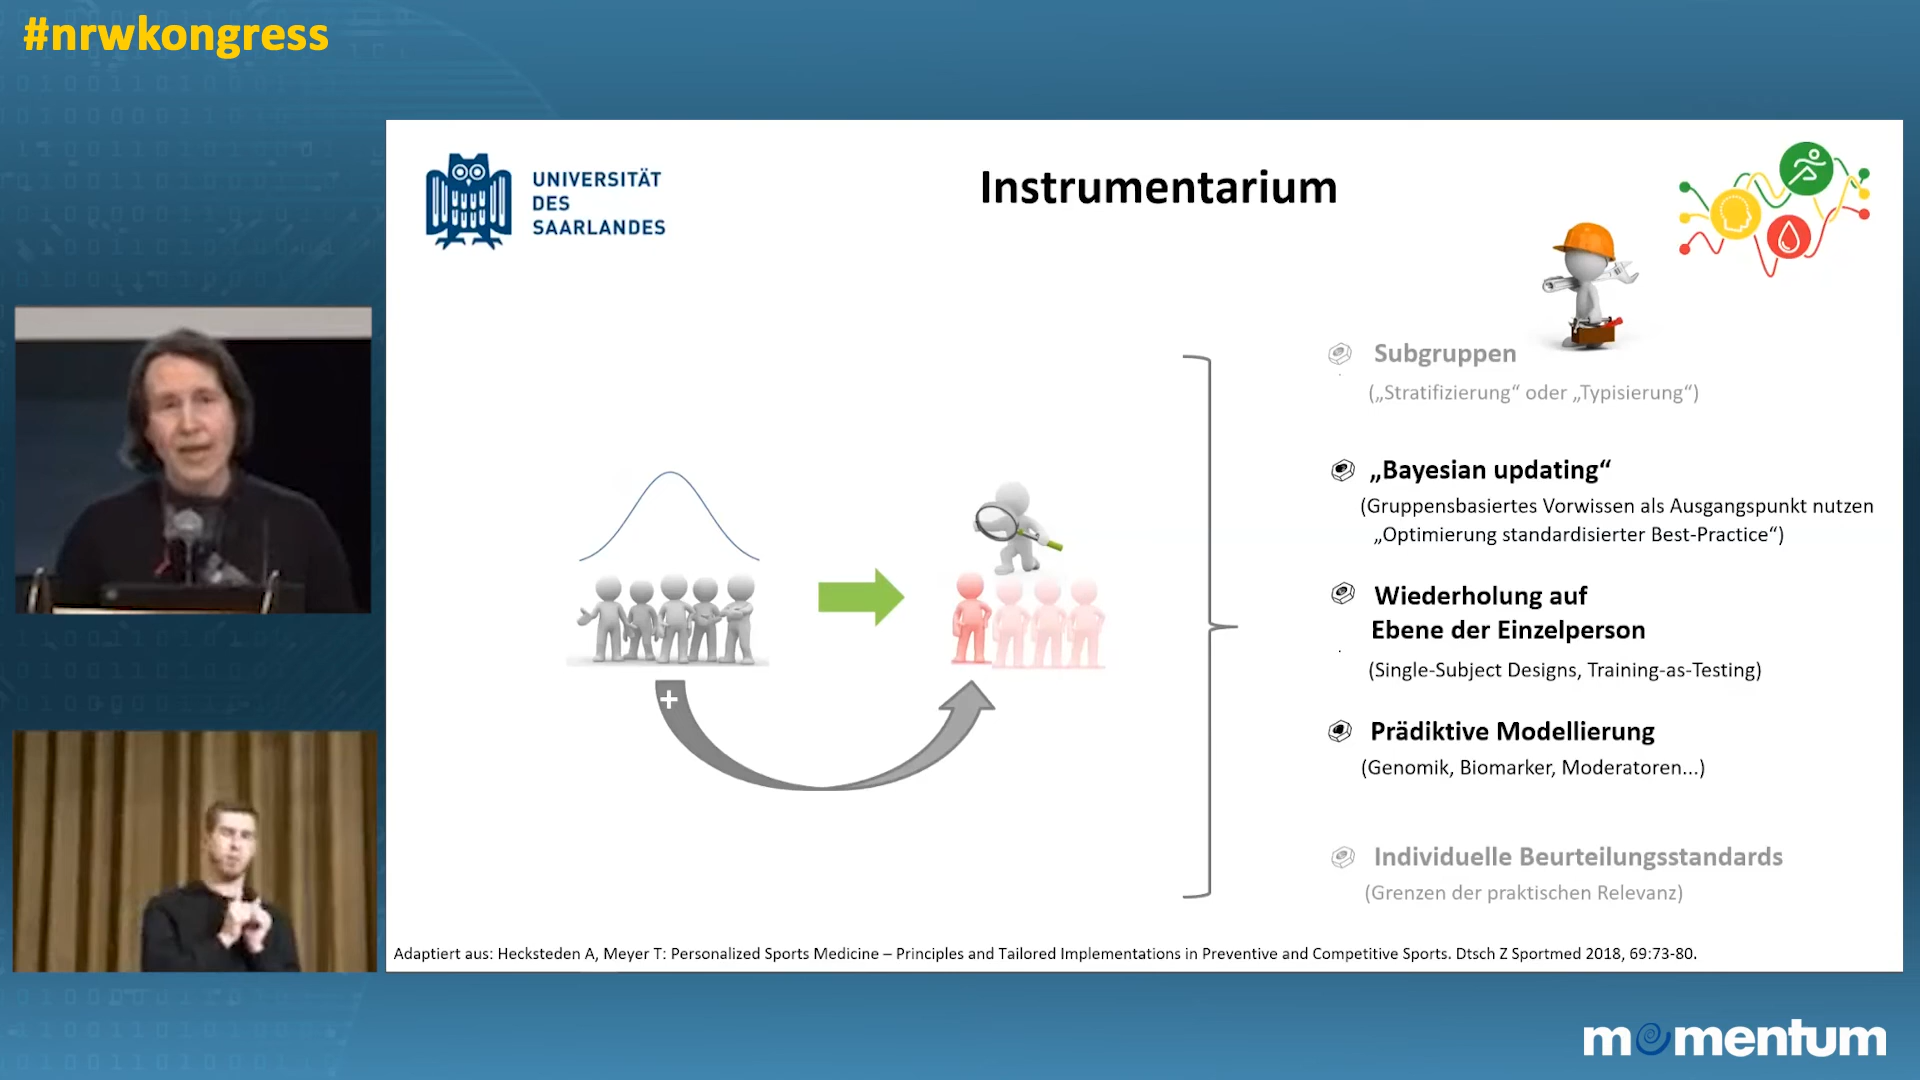 #nrwkongress
UNIVERSITÄT
DES
SAARLANDES
Instrumentarium
Subgruppen
(„Stratifizierung“ oder „Typisierung“)
„Bayesian updating“
(Gruppensbasiertes Vorwissen als Ausgangspunkt nutzen
„Optimierung standardisierter Best-Practice“)
Wiederholung auf
Ebene der Einzelperson
(Single-Subject Designs, Training-as-Testing)
Prädiktive Modellierung
(Genomik, Biomarker, Moderatoren...)
Individuelle Beurteilungsstandards
(Grenzen der praktischen Relevanz)
+
Adaptiert aus: Hecksteden A, Meyer T: Personalized Sports Medicine – Principles and Tailored Implementations in Preventive and Competitive Sports. Dtsch Z Sportmed 2018, 69:73-80.
momentum